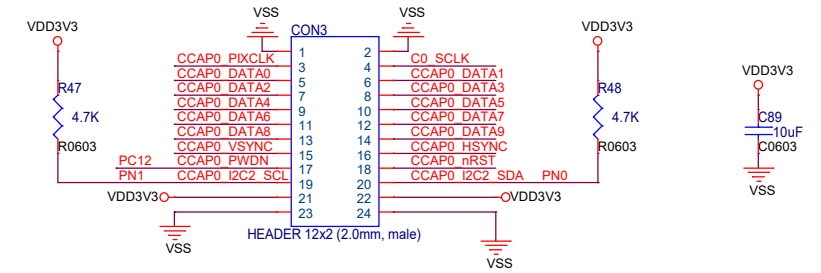 VSS VSS
VDD3V3 CON3 VDD3V3
1 2
CCAP0_PIXCLK 3 4 C0_SCLK
CCAP0_DATA0 5 6 CCAP0_DATA1
R47 CCAP0_DATA2 7 8 CCAP0_DATA3 R48
CCAP0_DATA4 9 10 CCAP0_DATA5
4.7K CCAP0_DATA6 11 12 CCAP0_DATA7 4.7K
CCAP0_DATA8 13 14 CCAP0_DATA9
R0603 CCAP0_VSYNC 15 16 CCAP0_HSYNC R0603
PC12 CCAP0_PWDN 17 18 CCAP0_nRST
PN1 CCAP0_I2C2_SCL 19 20 CCAP0_I2C2_SDA PN0
VDD3V3 21 22 VDD3V3
23 24
HEADER 12x2 (2.0mm, male)
VSS VSS
VDD3V3
C89
10uF
C0603
VSS